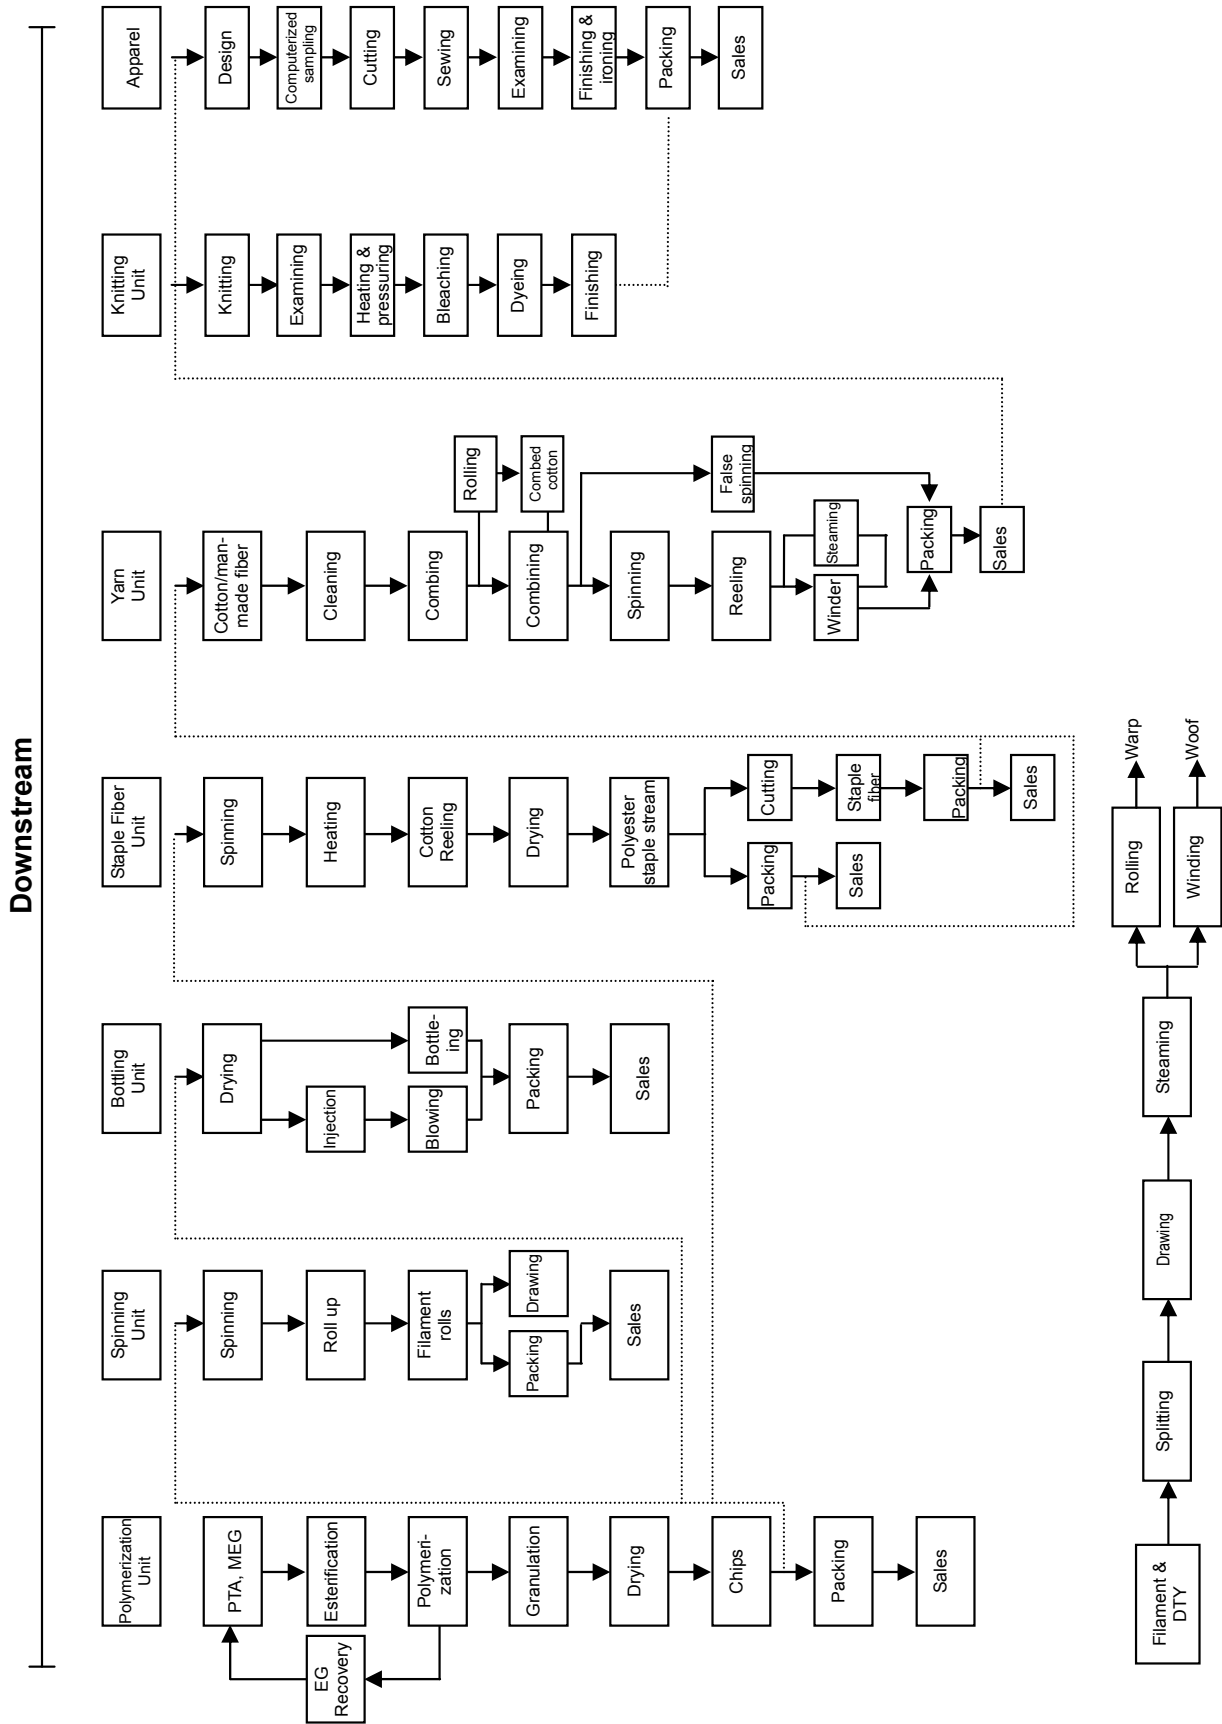 Downstream
Polymerization
Unit
PTA, MEG
Esterification
Polymeri-
zation
EG
Recovery
Granulation
Drying
Chips
Packing
Sales
Spinning
Unit
Spinning
Roll up
Filament
rolls
Packing
Drawing
Sales
Bottling
Unit
Drying
Injection
Blowing
Bottle-
ing
Packing
Sales
Staple Fiber
Unit
Spinning
Heating
Cotton
Reeling
Drying
Polyester
staple stream
Packing
Sales
Cutting
Staple
fiber
Packing
Sales
Yarn
Unit
Cotton/man-
made fiber
Cleaning
Combing
Rolling
Combed
cotton
Combining
Spinning
False
spinning
Reeling
Winder
Steaming
Packing
Sales
Knitting
Unit
Knitting
Examining
Heating &
pressuring
Bleaching
Dyeing
Finishing
Apparel
Design
Computerized
sampling
Cutting
Sewing
Examining
Finishing &
ironing
Packing
Sales
Filament &
DTY
Splitting
Drawing
Steaming
Rolling
Warp
Winding
Woof